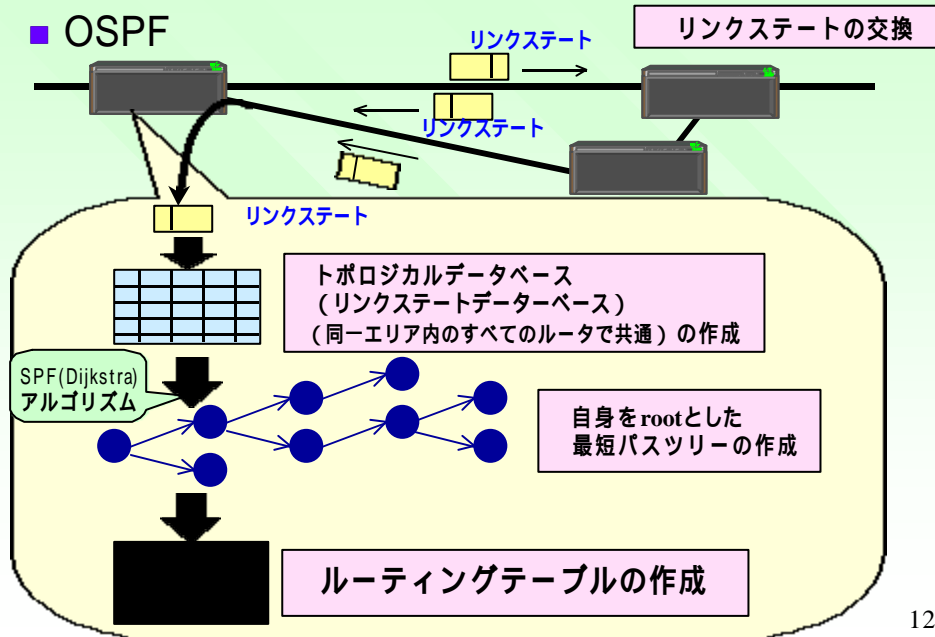 ■ OSPF
リンクステートの交換
リンクステート
リンクステート
リンクステート
トポロジカルデータベース
(リンクステートデーターベース)
(同一エリア内のすべてのルータで共通)の作成
SPF(Dijkstra)
アルゴリズム
自身をrootとした
最短パスツリーの作成
ルーティングテーブルの作成
12